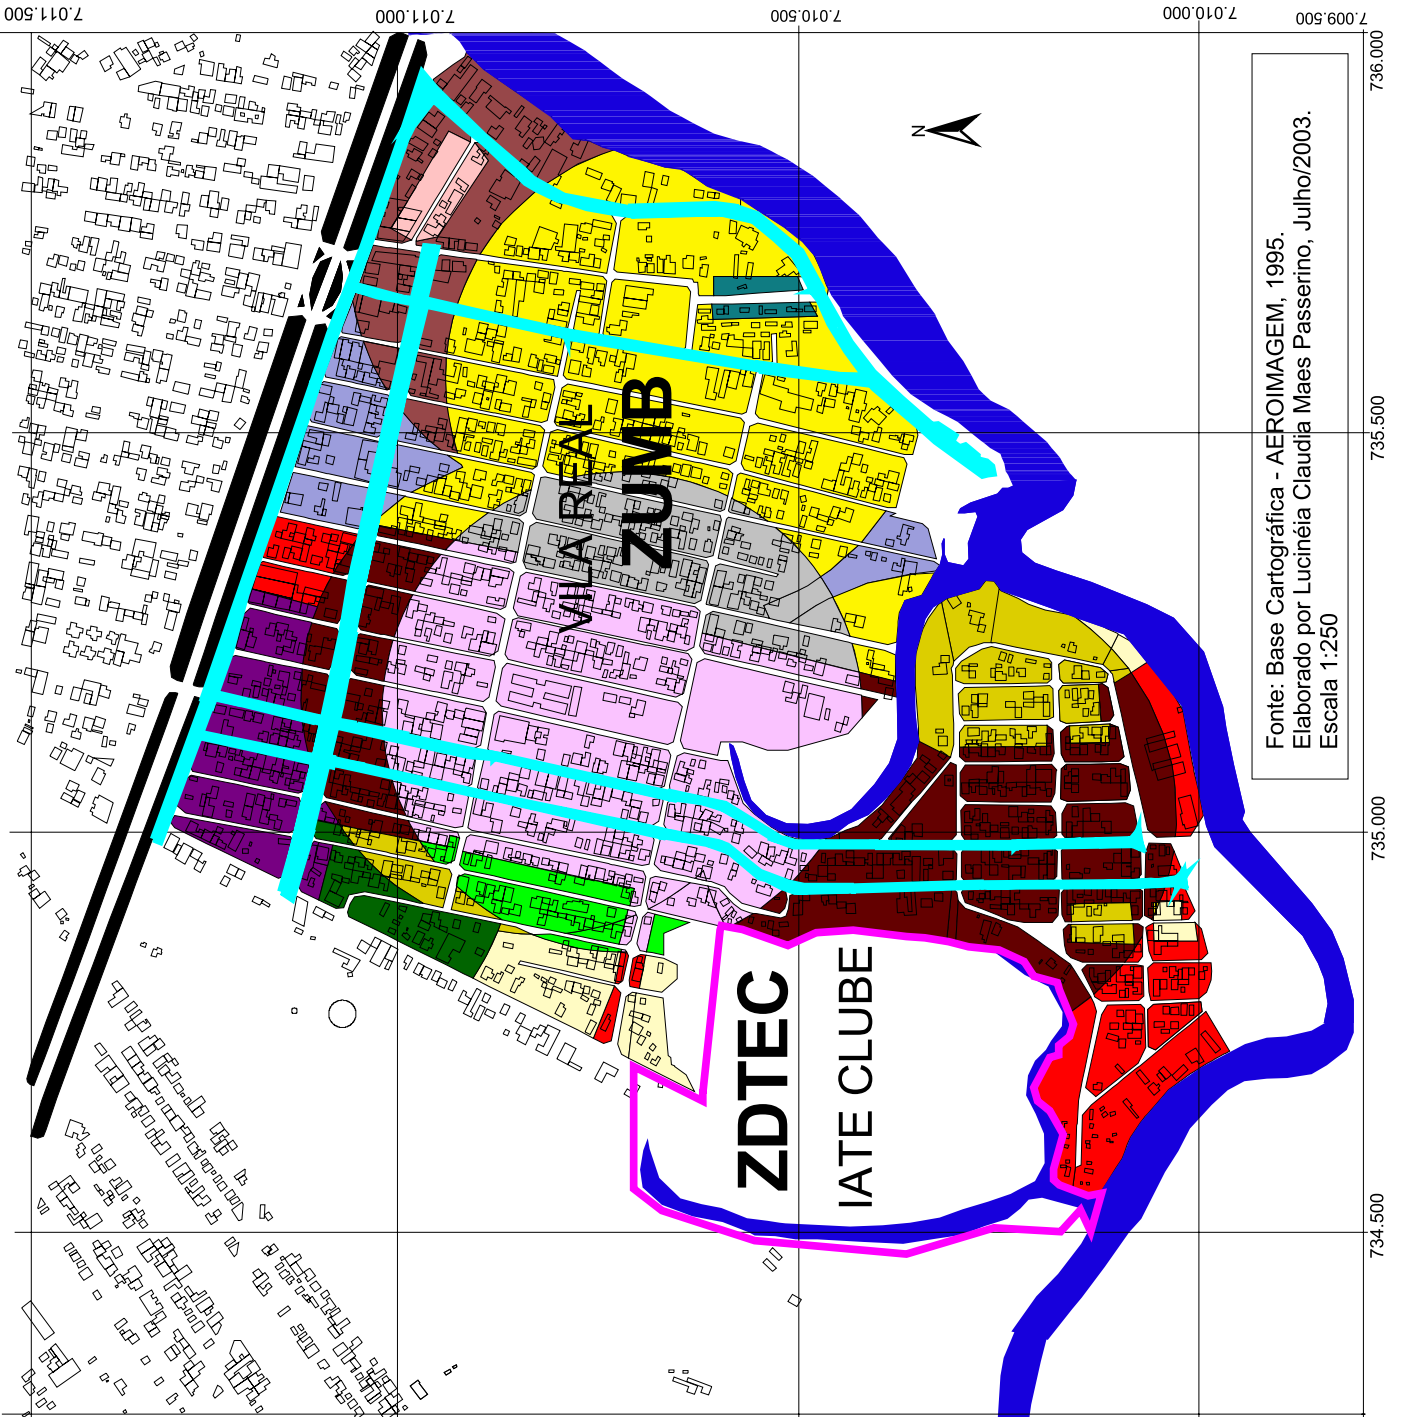 7.011.500
7.011.000
7.010.500
7.010.000
7.009.500
736.000
735.500
735.000
734.500
N
VILA REAL
ZUMB
ZDTEC
IATE CLUBE
Fonte: Base Cartográfica - AEROIMAGEM, 1995.
Elaborado por Lucinéia Claudia Maes Passerino, Julho/2003.
Escala 1:250